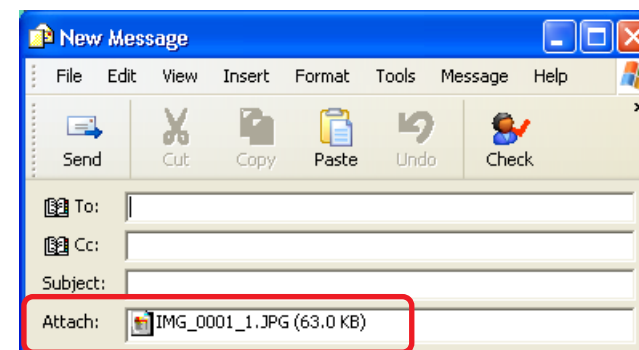 New Message
File Edit View Insert Format Tools Message Help
Send Cut Copy Paste Undo Check
To:
Cc:
Subject:
Attach: IMG_0001_1.JPG (63.0 KB)